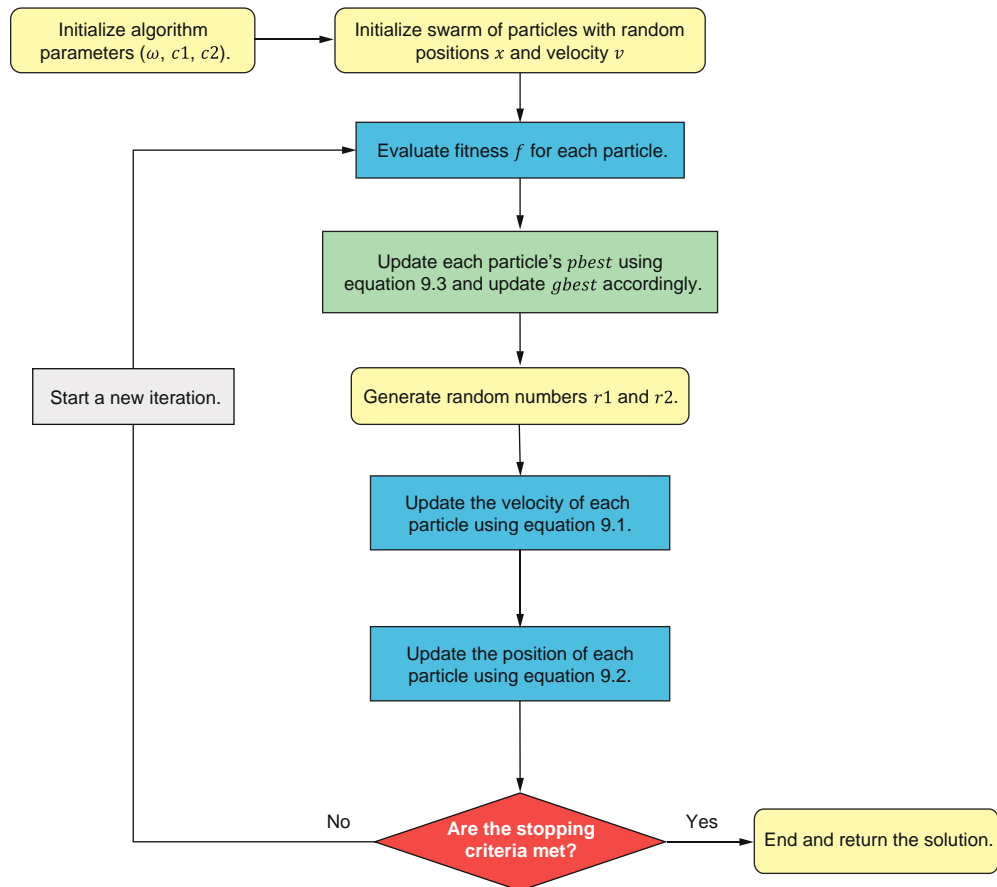 Initialize algorithm
parameters (ω, c1, c2).
Initialize swarm of particles with random
positions x and velocity v
Evaluate fitness f for each particle.
Update each particle's pbest using
equation 9.3 and update gbest accordingly.
Start a new iteration.
Generate random numbers r1 and r2.
Update the velocity of each
particle using equation 9.1.
Update the position of each
particle using equation 9.2.
No
Are the stopping
criteria met?
Yes
End and return the solution.